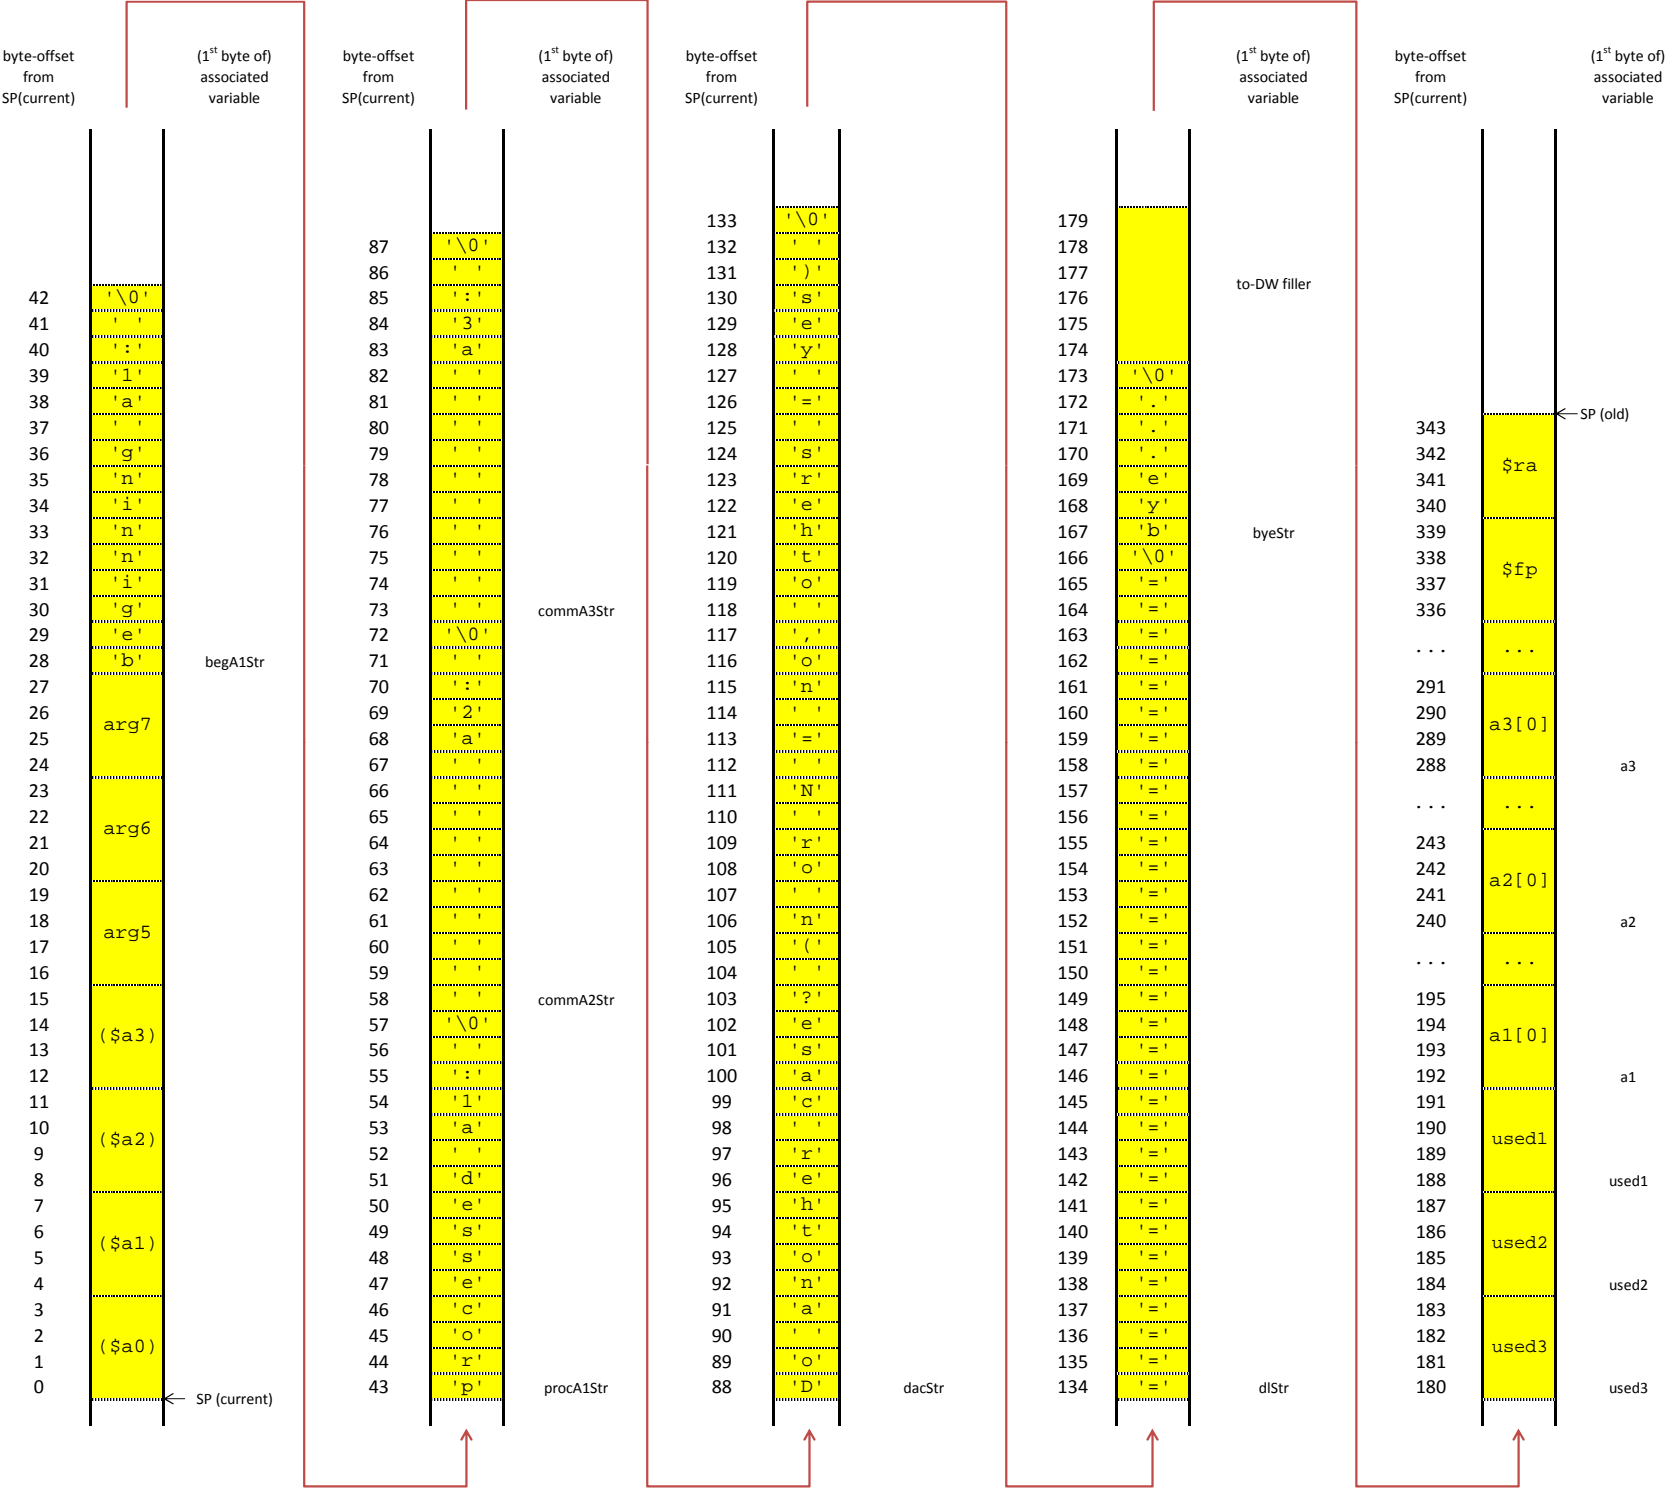 byte-offset
from
SP(current)
(1st byte of)
associated
variable
42 '\0'
41 ' '
40 ':'
39 '1'
38 'a'
37 ' '
36 'g'
35 'n'
34 'i'
33 'n'
32 'n'
31 'i'
30 'g'
29 'e'
28 'b' begA1Str
27
26
arg7
25
24
23
22
arg6
21
20
19
18
arg5
17
16
15
14
($a3)
13
12
11
10
($a2)
9
8
7
6
($a1)
5
4
3
2
($a0)
1
0
SP (current)
byte-offset
from
SP(current)
(1st byte of)
associated
variable
87 '\0'
86 ' '
85 ':'
84 '3'
83 'a'
82 ' '
81 ' '
80 ' '
79 ' '
78 ' '
77 ' '
76 ' '
75 ' '
74 ' '
73 ' ' commA3Str
72 '\0'
71 ' '
70 ':'
69 '2'
68 'a'
67 ' '
66 ' '
65 ' '
64 ' '
63 ' '
62 ' '
61 ' '
60 ' '
59 ' '
58 ' ' commA2Str
57 '\0'
56 ' '
55 ':'
54 '1'
53 'a'
52 ' '
51 'd'
50 'e'
49 's'
48 's'
47 'e'
46 'c'
45 'o'
44 'r'
43 'p' procA1Str
byte-offset
from
SP(current)
133 '\0'
132 ' '
131 ')'
130 's'
129 'e'
128 'y'
127 ' '
126 '='
125 ' '
124 's'
123 'r'
122 'e'
121 'h'
120 't'
119 'o'
118 ' '
117 ','
116 'o'
115 'n'
114 ' '
113 '='
112 ' '
111 'N'
110 ' '
109 'r'
108 'o'
107 ' '
106 'n'
105 '('
104 ' '
103 '?'
102 'e'
101 's'
100 'a'
99 'c'
98 ' '
97 'r'
96 'e'
95 'h'
94 't'
93 'o'
92 'n'
91 'a'
90 ' '
89 'o'
88 'D' dacStr
(1st byte of)
associated
variable
179
178
177
to-DW filler
176
175
174
173 '\0'
172 '.'
171 '.'
170 '.'
169 'e'
168 'y'
167 'b' byeStr
166 '\0'
165 '='
164 '='
163 '='
162 '='
161 '='
160 '='
159 '='
158 '='
157 '='
156 '='
155 '='
154 '='
153 '='
152 '='
151 '='
150 '='
149 '='
148 '='
147 '='
146 '='
145 '='
144 '='
143 '='
142 '='
141 '='
140 '='
139 '='
138 '='
137 '='
136 '='
135 '='
134 '=' dlStr
byte-offset
from
SP(current)
(1st byte of)
associated
variable
SP (old)
343
342
$ra
341
340
339
338
$fp
337
336
... ...
291
290
a3[0]
289
288 a3
... ...
243
242
a2[0]
241
240 a2
... ...
195
194
a1[0]
193
192 a1
191
190
used1
189
188 used1
187
186
used2
185
184 used2
183
182
used3
181
180 used3